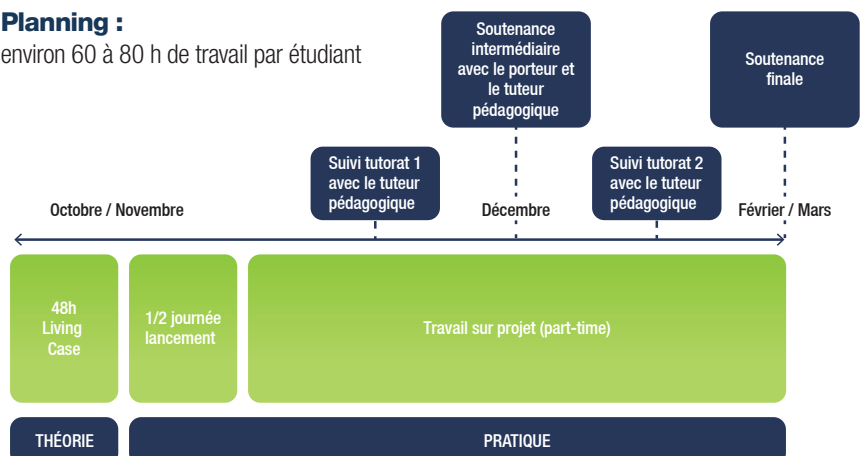 Planning :
environ 60 à 80 h de travail par étudiant
Soutenance
intermédiaire
avec le porteur et
le tuteur
pédagogique
Soutenance
finale
Suivi tutorat 1
avec le tuteur
pédagogique
Suivi tutorat 2
avec le tuteur
pédagogique
Octobre / Novembre
Décembre
Février / Mars
48h
Living
Case
1/2 journée
lancement
Travail sur projet (part-time)
THÉORIE
PRATIQUE